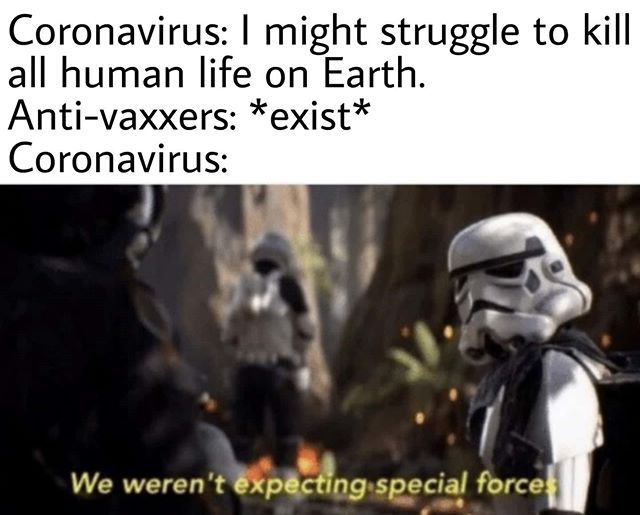 Coronavirus: I might struggle to kill
all human life on Earth.
Anti-vaxxers: *exist*
Coronavirus:
We weren't expecting special forces